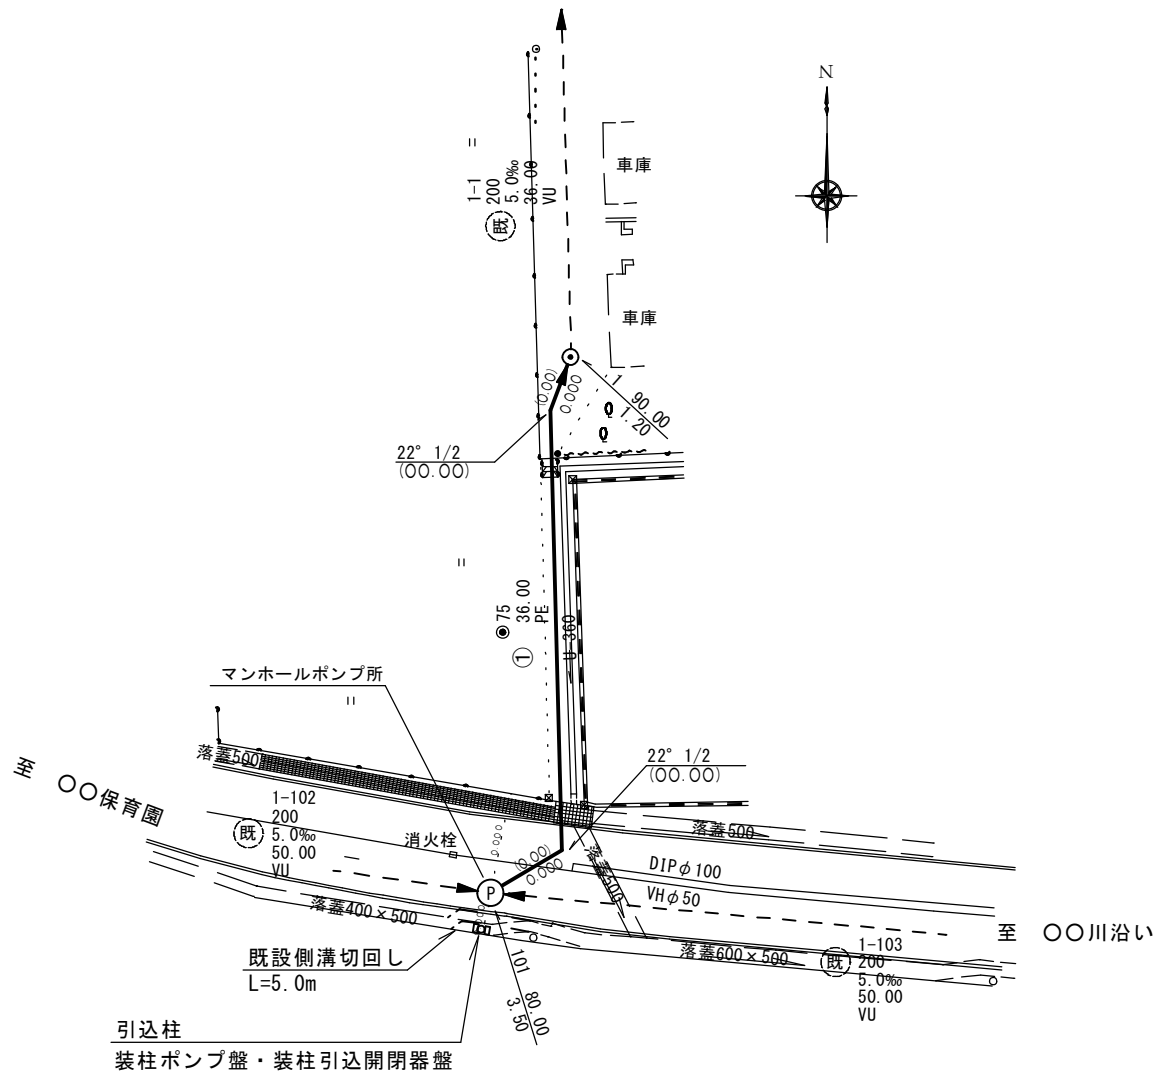 N
車庫
1-1
200
5.0‰
36.00
VU
既
車庫
(0.00)
0.000
1
90.00
1.20
22° 1/2
(00.00)
75
36.00
PE
①
U-360
マンホールポンプ所
落蓋500
22° 1/2
(00.00)
至 〇〇保育園
1-102
200
5.0‰
50.00
VU
既
消火栓
落蓋500
(0.00)
0.000
落蓋500
DIPφ100
VHφ50
P
落蓋400×500
至 〇〇川沿い
既設側溝切回し
L=5.0m
落蓋600×500
既
1-103
200
5.0‰
50.00
VU
101
80.00
3.50
引込柱
装柱ポンプ盤・装柱引込開閉器盤